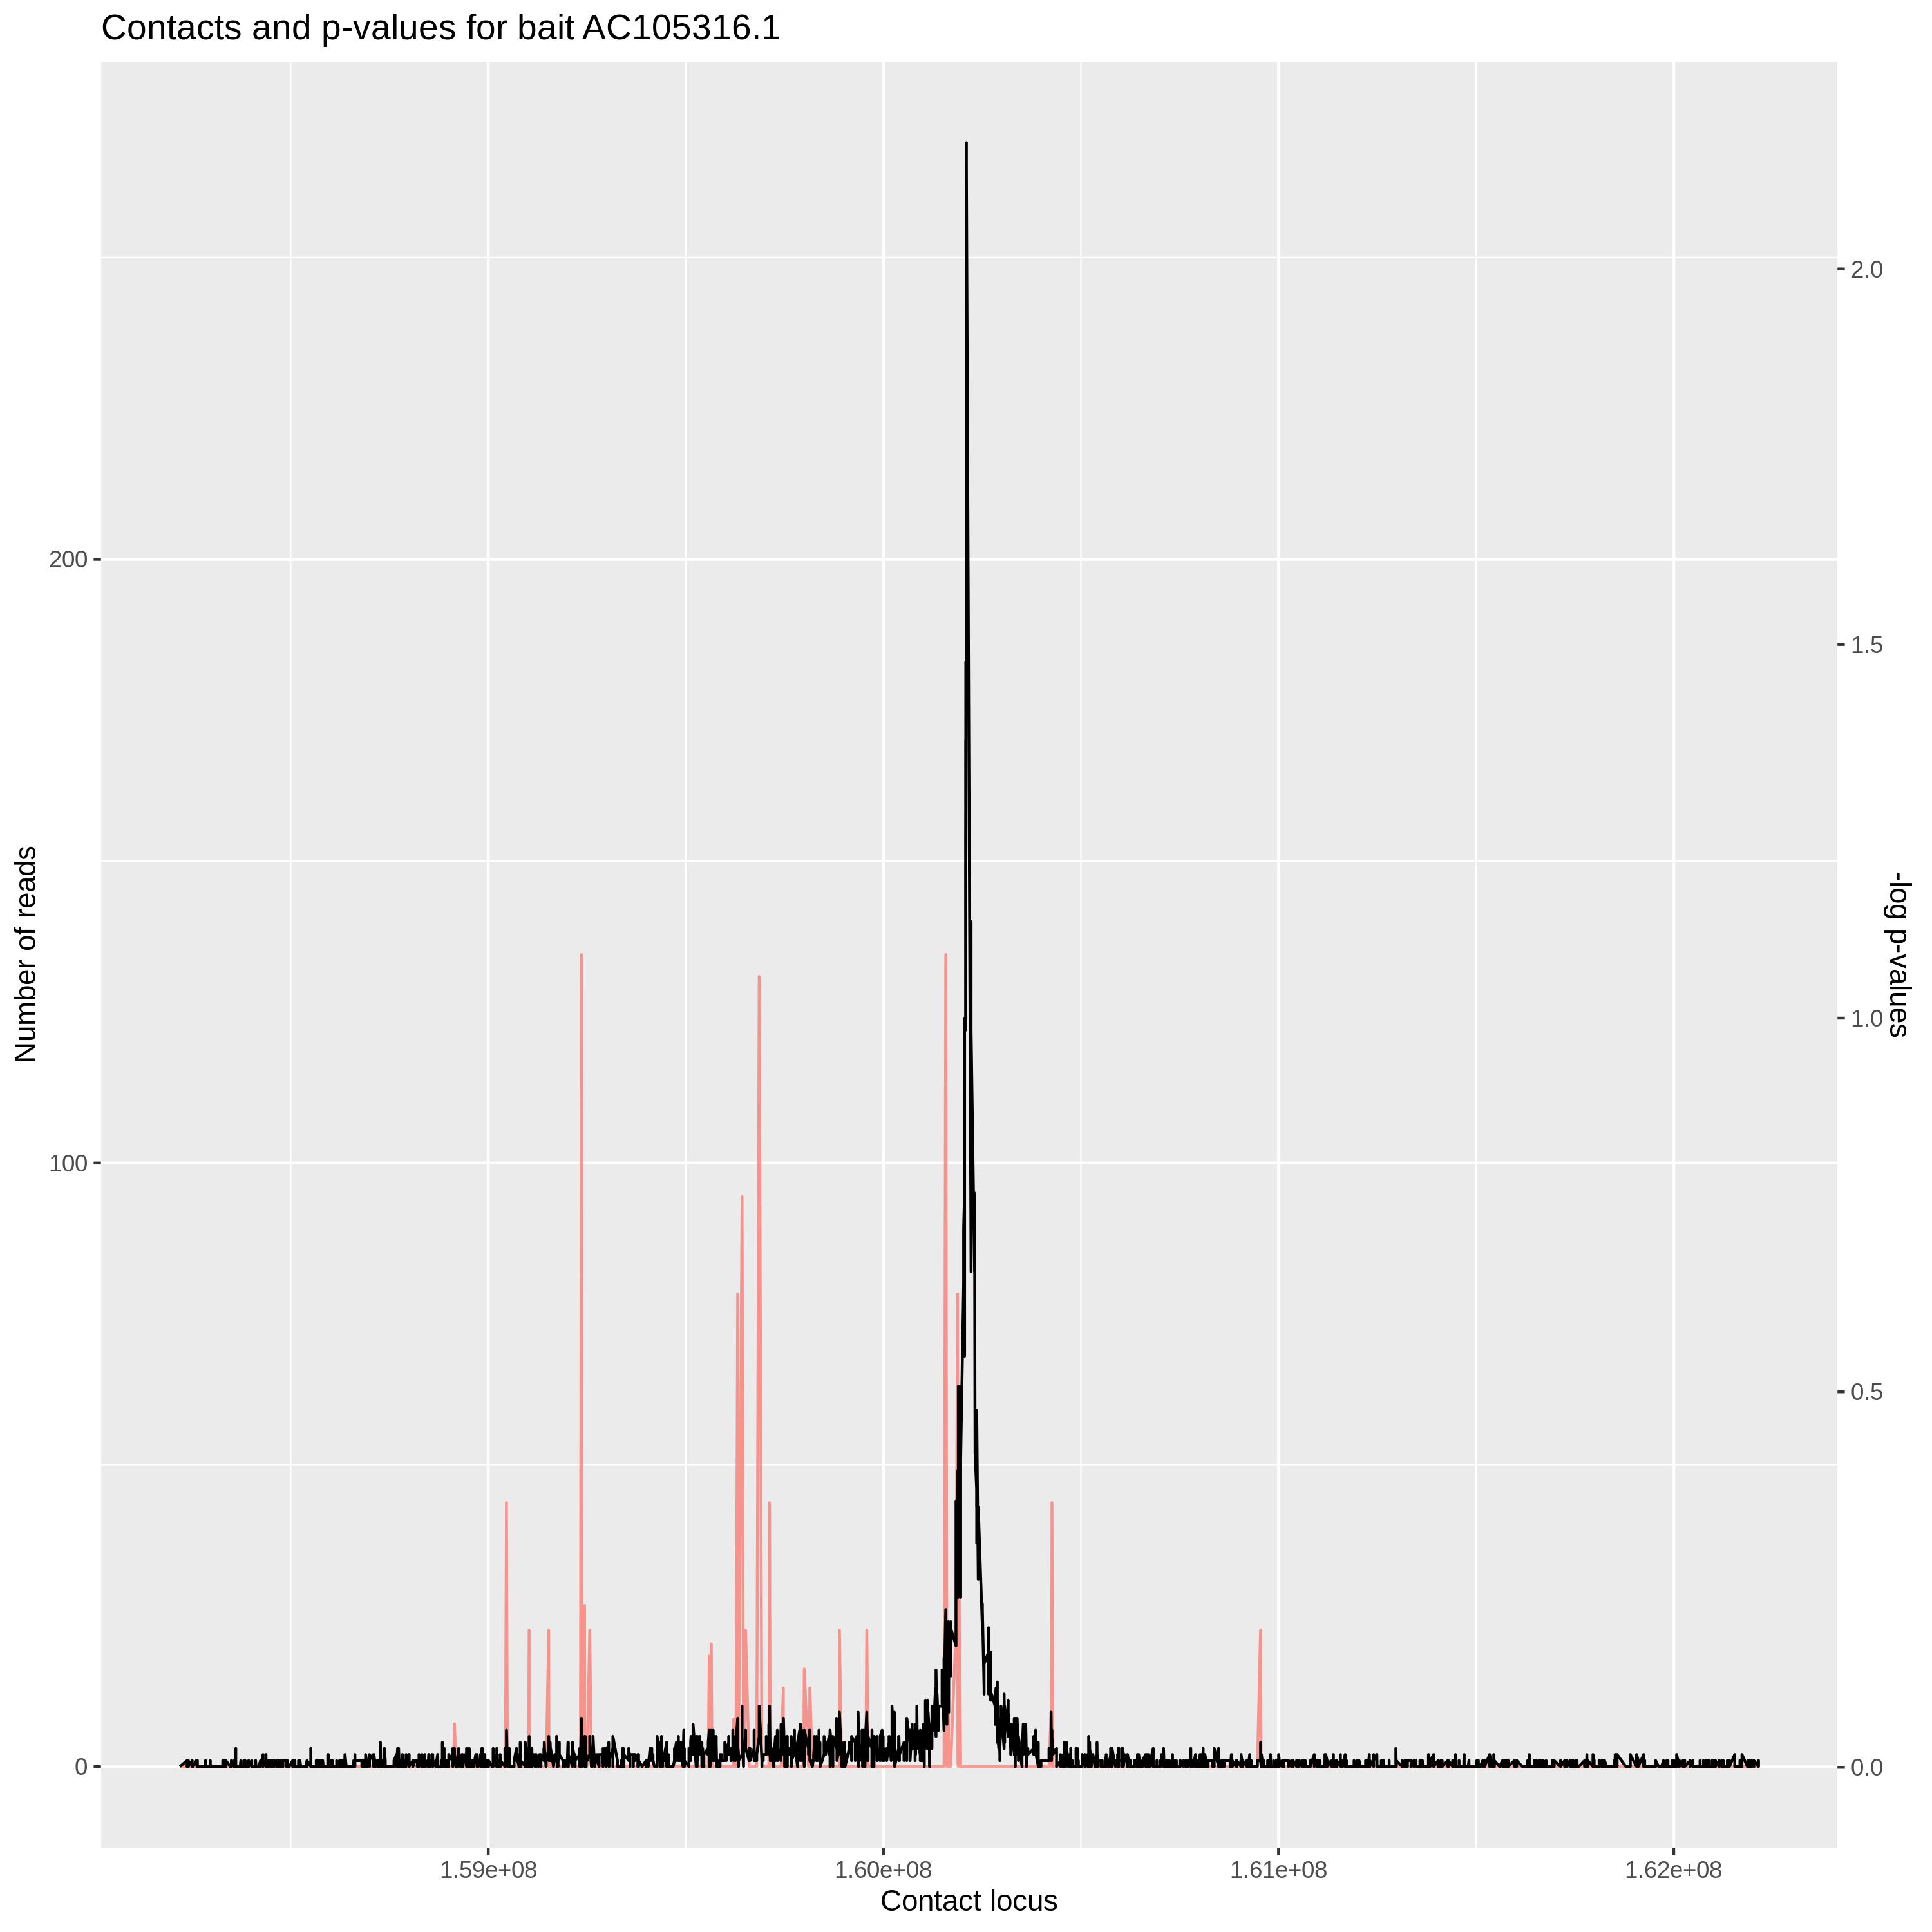 Contacts and p-values for bait AC105316.1
Number of reads
200
100
0
2.0
1.5
1.0
0.5
0.0
-log p-values
1.59e+08 1.60e+08 1.61e+08 1.62e+08
Contact locus